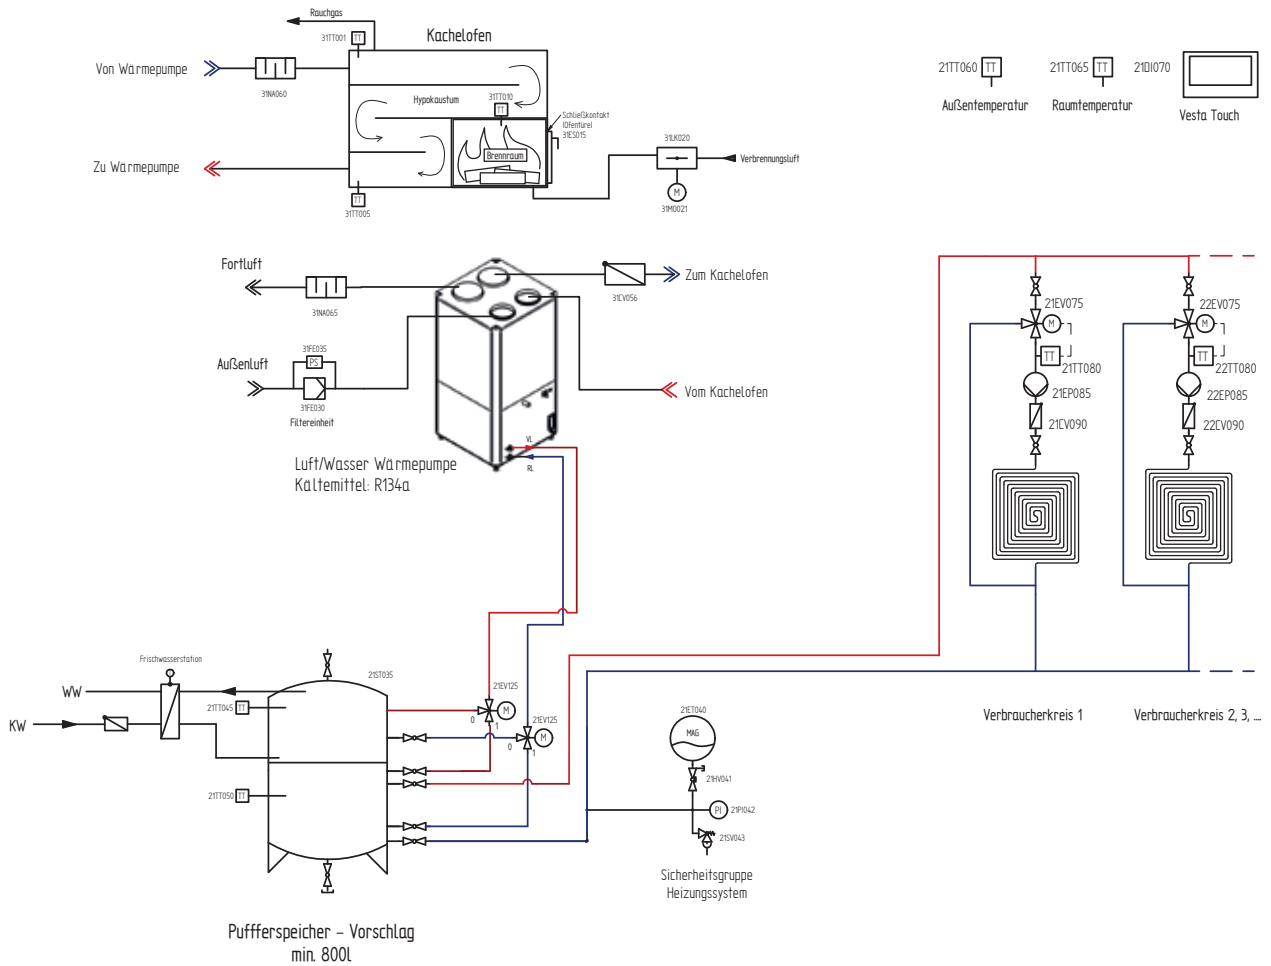 Rauchgas
31TT001
TT
Kachelofen
Von Wärmepumpe
31NA060
Hypokaustum
31TT010
TT
Schließkontakt
(Ofentüre)
31ES015
Brennraum
Zu Wärmepumpe
31TT005
TT
31LK020
Verbrennungsluft
M
31MO021
21TT060
TT
Außentemperatur
21TT065
TT
Raumtemperatur
21DI070
Vesta Touch
Fortluft
31NA065
Zum Kachelofen
31CV056
Außenluft
31FE035
PS
31FE030
Filtereinheit
Vom Kachelofen
VL
RL
Luft/Wasser Wärmepumpe
Kältemittel: R134a
21EV075
M
TT
21TT080
21EP085
21CV090
22EV075
M
TT
22TT080
22EP085
22CV090
Verbraucherkreis 1
Verbraucherkreis 2, 3, ....
Frischwasserstation
WW
KW
21TT045
TT
21TT050
TT
21ST035
21EV125
M
0
1
21EV125
M
0
1
21ET040
MAG
21HV041
PI
21PI042
21SV043
Sicherheitsgruppe
Heizungssystem
Puffferspeicher - Vorschlag
min. 800l